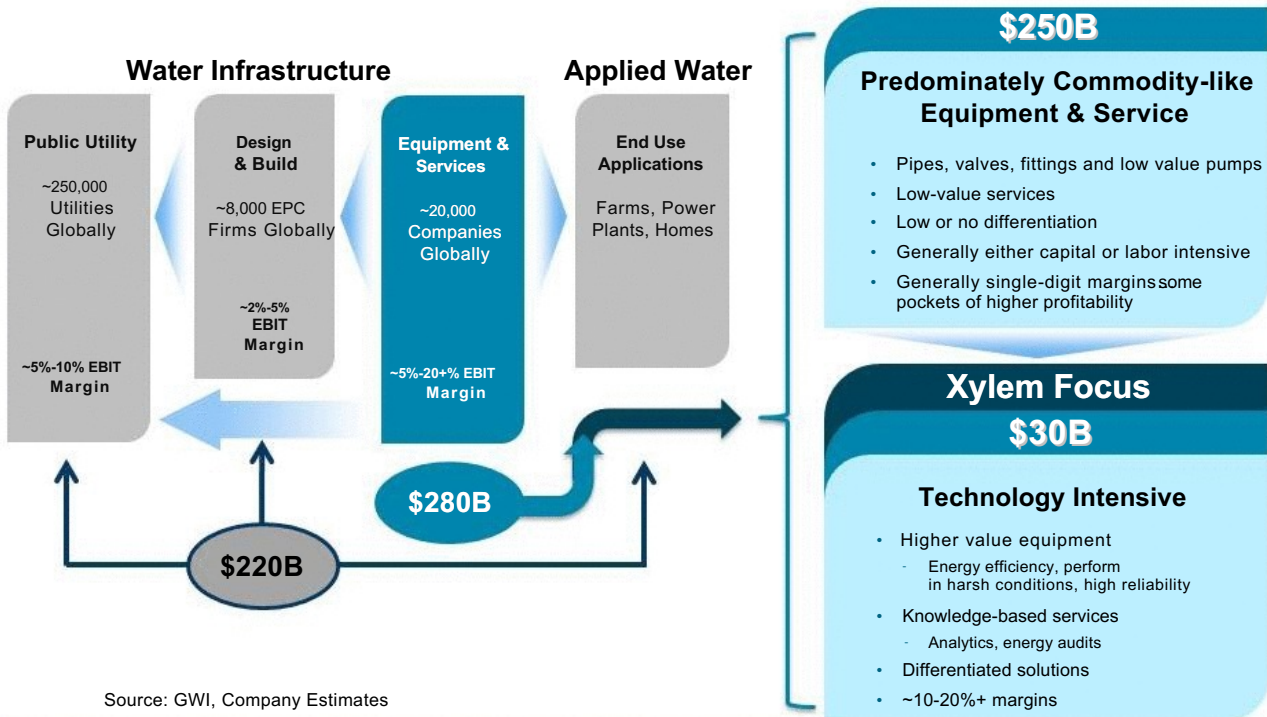 Water Infrastructure
Applied Water
Public Utility
~250,000
Utilities
Globally
~5%-10% EBIT
Margin
Design
& Build
~8,000 EPC
Firms Globally
~2%-5%
EBIT
Margin
Equipment &
Services
~20,000
Companies
Globally
~5%-20+% EBIT
Margin
End Use
Applications
Farms, Power
Plants, Homes
$280B
$220B
Source: GWI, Company Estimates
$250B
Predominately Commodity-like
Equipment & Service
• Pipes, valves, fittings and low value pumps
• Low-value services
• Low or no differentiation
• Generally either capital or labor intensive
• Generally single-digit margins some
pockets of higher profitability
Xylem Focus
$30B
Technology Intensive
• Higher value equipment
- Energy efficiency, perform
in harsh conditions, high reliability
• Knowledge-based services
- Analytics, energy audits
• Differentiated solutions
• ~10-20%+ margins